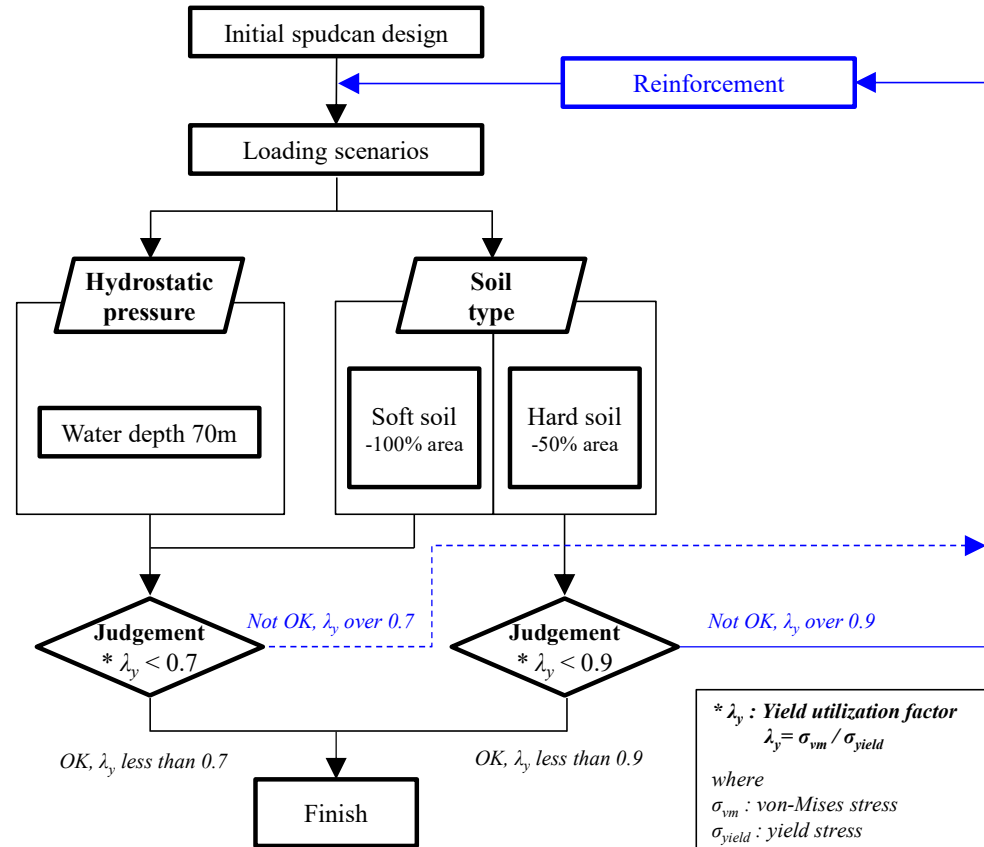 Initial spudcan design
Reinforcement
Loading scenarios
Hydrostatic
pressure
Soil
type
Water depth 70m
Soft soil
-100% area
Hard soil
-50% area
Not OK, λy over 0.7
Not OK, λy over 0.9
Judgement
* λy < 0.7
Judgement
* λy < 0.9
OK, λy less than 0.7
OK, λy less than 0.9
Finish
* λy : Yield utilization factor
λy= σvm / σyield
where
σvm : von-Mises stress
σyield : yield stress